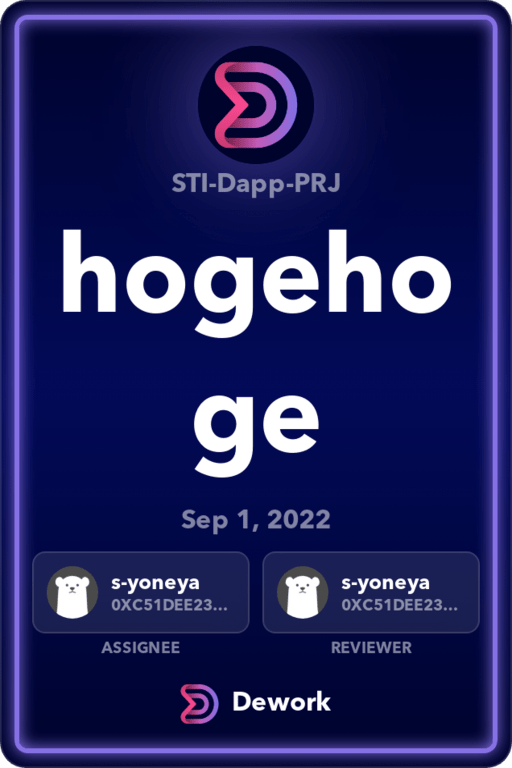 STI-Dapp-PRJ
hogeho
ge
Sep 1, 2022
s-yoneya
0XC51DEE23...
ASSIGNEE
s-yoneya
0XC51DEE23...
REVIEWER
Dework